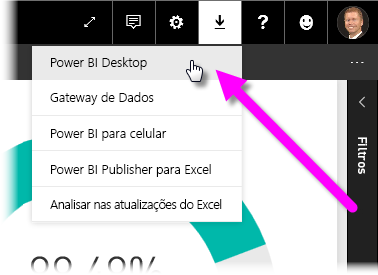 Power BI Desktop
Gateway de Dados
Power BI para celular
Power BI Publisher para Excel
Analisar nas atualizações do Excel
Filtros